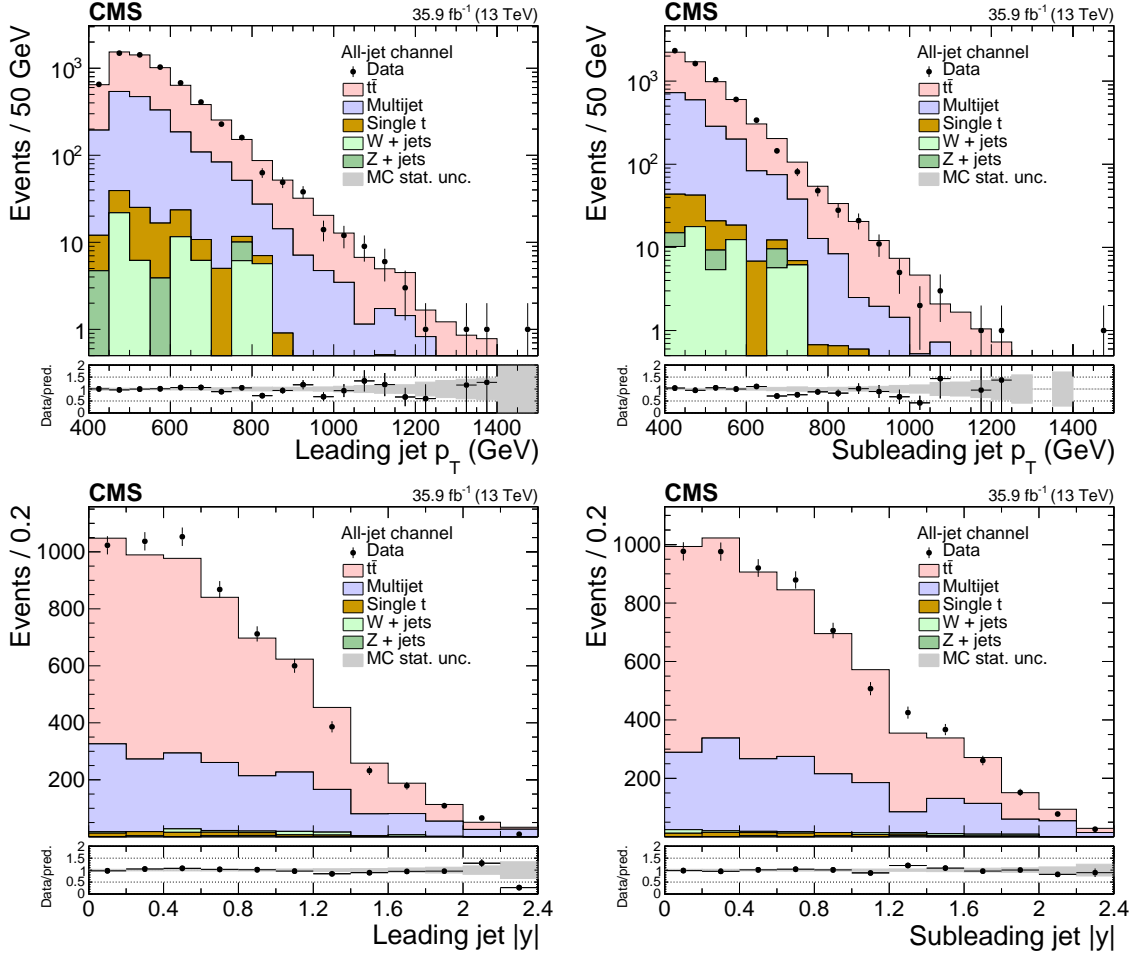 CMS 35.9 fb⁻¹ (13 TeV)
Events / 50 GeV
10³
10²
10
1
All-jet channel
Data
tt̄
Multijet
Single t
W + jets
Z + jets
MC stat. unc.
Data/pred.
2
1.5
1
0.5
0
400 600 800 1000 1200 1400
Leading jet p_T (GeV)
CMS 35.9 fb⁻¹ (13 TeV)
Events / 50 GeV
10³
10²
10
1
All-jet channel
Data
tt̄
Multijet
Single t
W + jets
Z + jets
MC stat. unc.
Data/pred.
2
1.5
1
0.5
0
400 600 800 1000 1200 1400
Subleading jet p_T (GeV)
CMS 35.9 fb⁻¹ (13 TeV)
Events / 0.2
1000
800
600
400
200
All-jet channel
Data
tt̄
Multijet
Single t
W + jets
Z + jets
MC stat. unc.
Data/pred.
2
1.5
1
0.5
0
0 0.4 0.8 1.2 1.6 2 2.4
Leading jet |y|
CMS 35.9 fb⁻¹ (13 TeV)
Events / 0.2
1000
800
600
400
200
All-jet channel
Data
tt̄
Multijet
Single t
W + jets
Z + jets
MC stat. unc.
Data/pred.
2
1.5
1
0.5
0
0 0.4 0.8 1.2 1.6 2 2.4
Subleading jet |y|